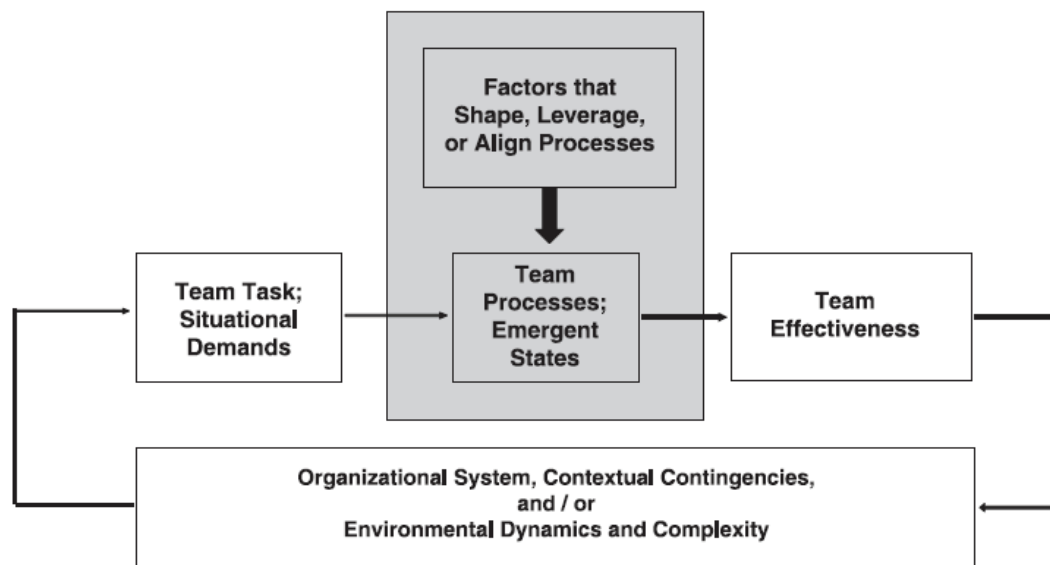 Factors that
Shape, Leverage,
or Align Processes
Team Task;
Situational
Demands
Team
Processes;
Emergent
States
Team
Effectiveness
Organizational System, Contextual Contingencies,
and / or
Environmental Dynamics and Complexity